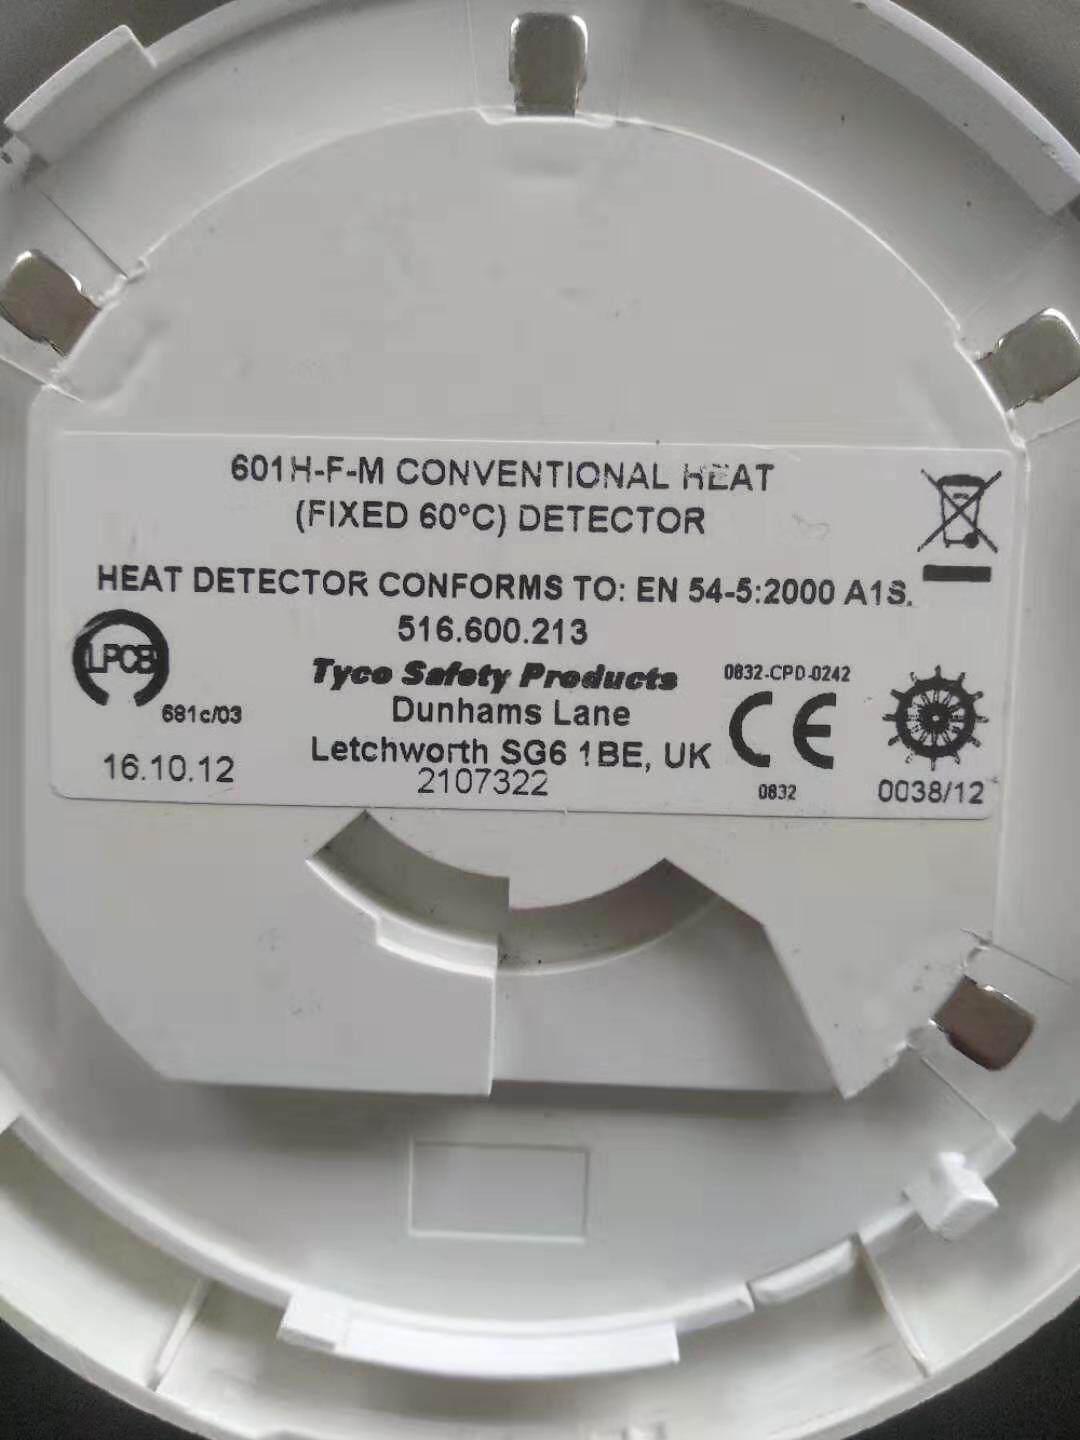 601H-F-M CONVENTIONAL HEAT
(FIXED 60°C) DETECTOR
HEAT DETECTOR CONFORMS TO: EN 54-5:2000 A1S.
516.600.213
LPCB
681c/03
16.10.12
Tyco Safety Products
Dunhams Lane
Letchworth SG6 1BE, UK
2107322
0832-CPD-0242
CE
0832
0038/12